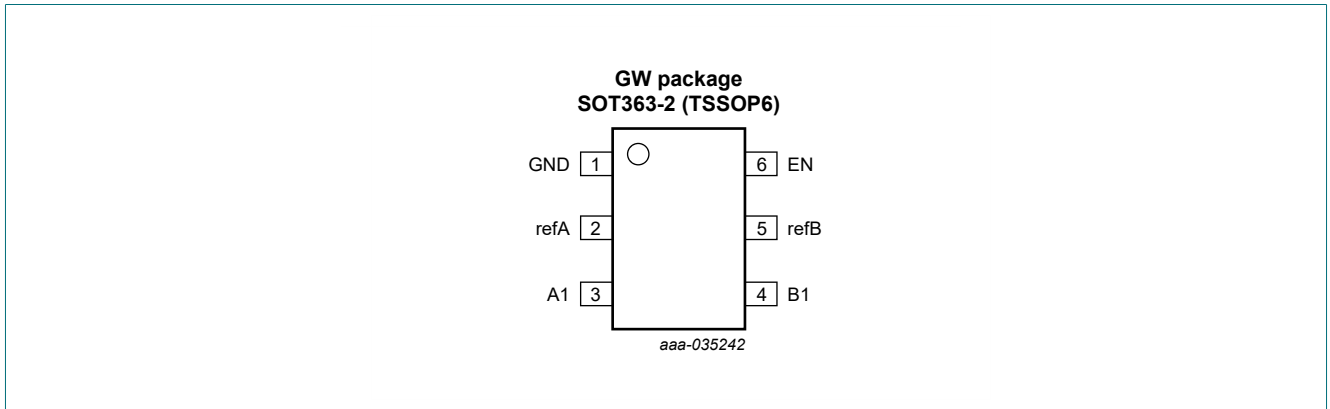 GW package
SOT363-2 (TSSOP6)
GND 1 6 EN
refA 2 5 refB
A1 3 4 B1
aaa-035242